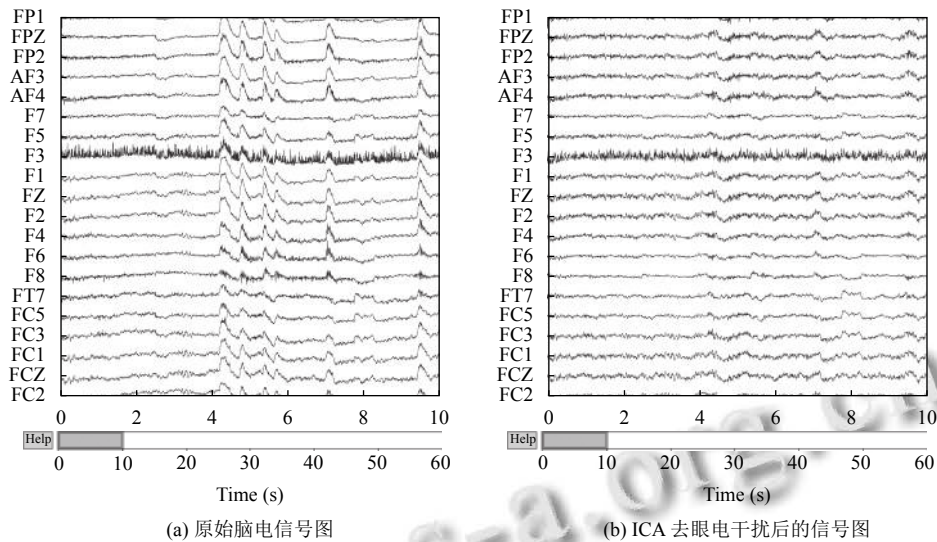 FP1
FPZ
FP2
AF3
AF4
F7
F5
F3
F1
FZ
F2
F4
F6
F8
FT7
FC5
FC3
FC1
FCZ
FC2
0 2 4 6 8 10
Help
0 10 20 30 40 50 60
Time (s)
(a) 原始脑电信号图
FP1
FPZ
FP2
AF3
AF4
F7
F5
F3
F1
FZ
F2
F4
F6
F8
FT7
FC5
FC3
FC1
FCZ
FC2
0 2 4 6 8 10
Help
0 10 20 30 40 50 60
Time (s)
(b) ICA 去眼电干扰后的信号图